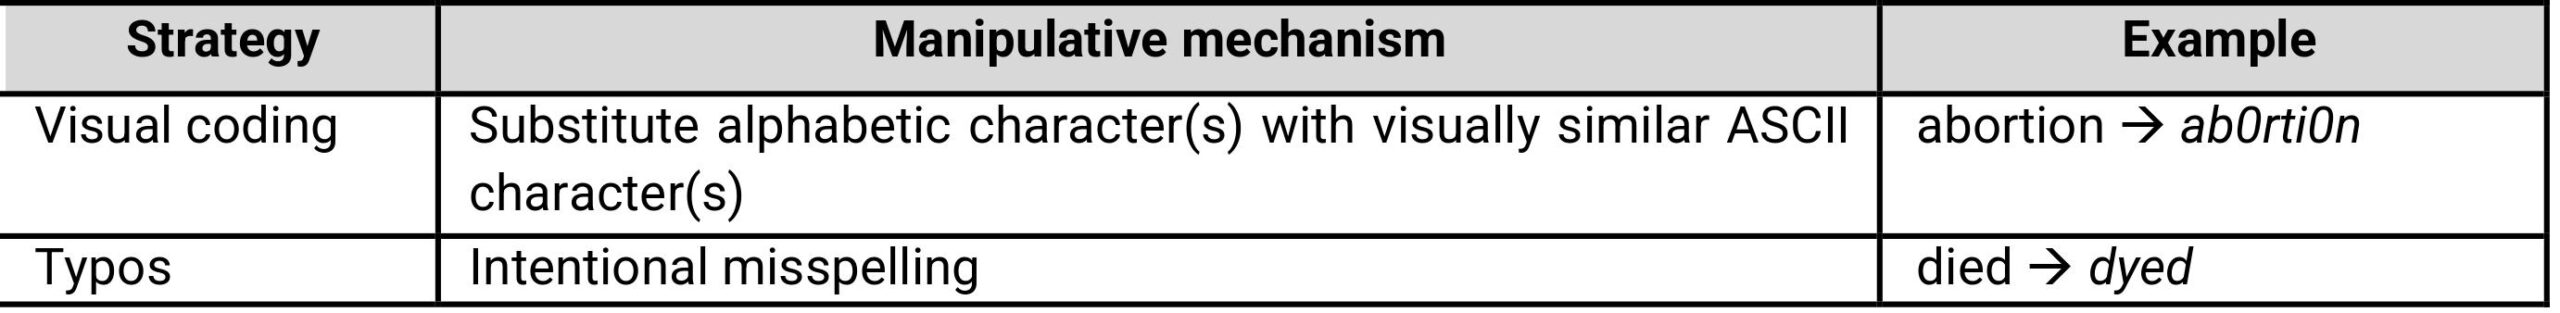 Strategy Manipulative mechanism Example
Visual coding Substitute alphabetic character(s) with visually similar ASCII abortion → ab0rti0n
character(s)
Typos Intentional misspelling died → dyed